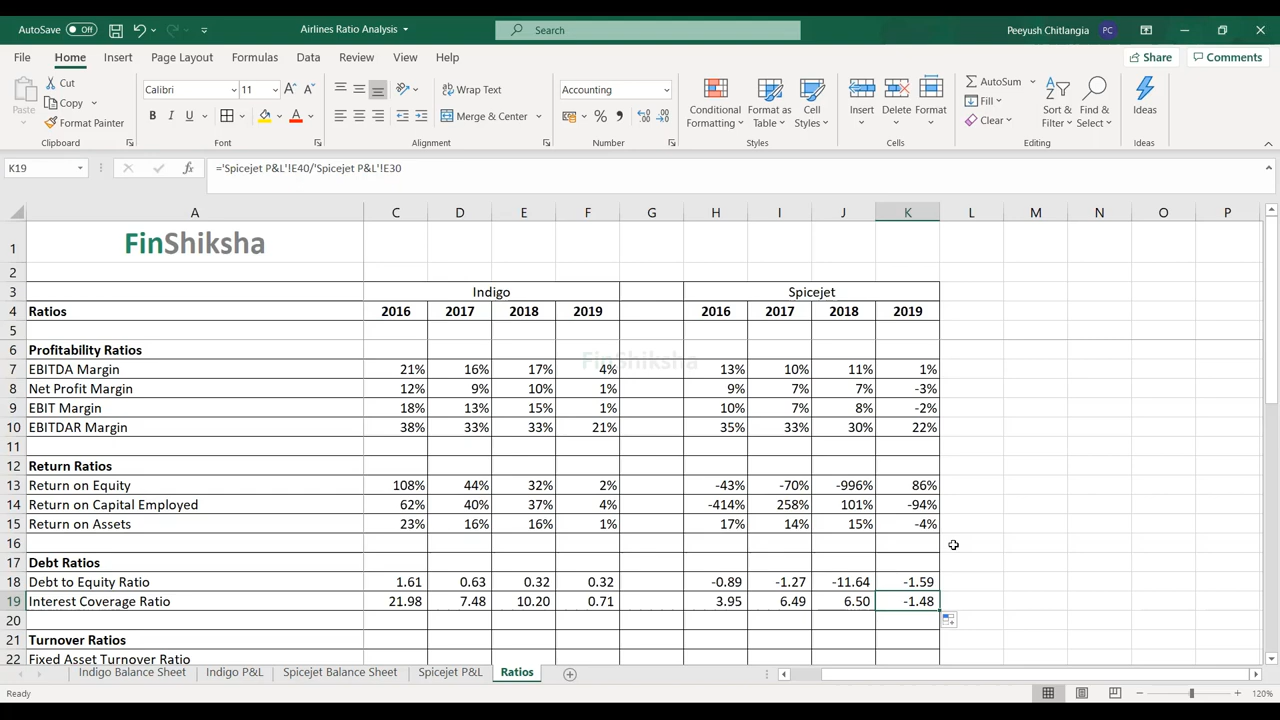 AutoSave Off Airlines Ratio Analysis Search Peeyush Chitlangia PC
File Home Insert Page Layout Formulas Data Review View Help Share Comments
Paste Cut Copy Format Painter Calibri 11 Wrap Text Merge & Center Accounting Conditional Formatting Format as Table Cell Styles Insert Delete Format AutoSum Fill Clear Sort & Filter Find & Select Ideas
Clipboard Font Alignment Number Styles Cells Editing Ideas
K19 ='Spicejet P&L'!E40/'Spicejet P&L'!E30
A C D E F G H I J K L M N O P
1 FinShiksha
2
3 Indigo Spicejet
4 Ratios 2016 2017 2018 2019 2016 2017 2018 2019
5
6 Profitability Ratios
FinShiksha
7 EBITDA Margin 21% 16% 17% 4% 13% 10% 11% 1%
8 Net Profit Margin 12% 9% 10% 1% 9% 7% 7% -3%
9 EBIT Margin 18% 13% 15% 1% 10% 7% 8% -2%
10 EBITDAR Margin 38% 33% 33% 21% 35% 33% 30% 22%
11
12 Return Ratios
13 Return on Equity 108% 44% 32% 2% -43% -70% -996% 86%
14 Return on Capital Employed 62% 40% 37% 4% -414% 258% 101% -94%
15 Return on Assets 23% 16% 16% 1% 17% 14% 15% -4%
16
17 Debt Ratios
18 Debt to Equity Ratio 1.61 0.63 0.32 0.32 -0.89 -1.27 -11.64 -1.59
19 Interest Coverage Ratio 21.98 7.48 10.20 0.71 3.95 6.49 6.50 -1.48
20
21 Turnover Ratios
22 Fixed Asset Turnover Ratio
Indigo Balance Sheet Indigo P&L Spicejet Balance Sheet Spicejet P&L Ratios
Ready 120%